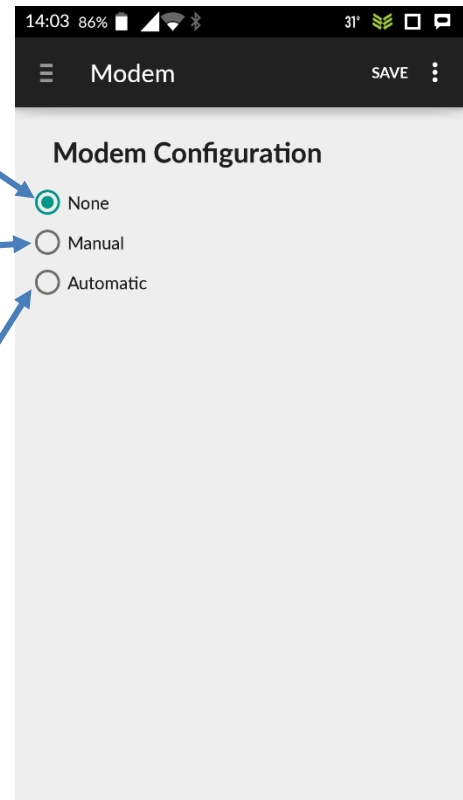 14:03 86% 31°
Modem SAVE
Modem Configuration
None
Manual
Automatic